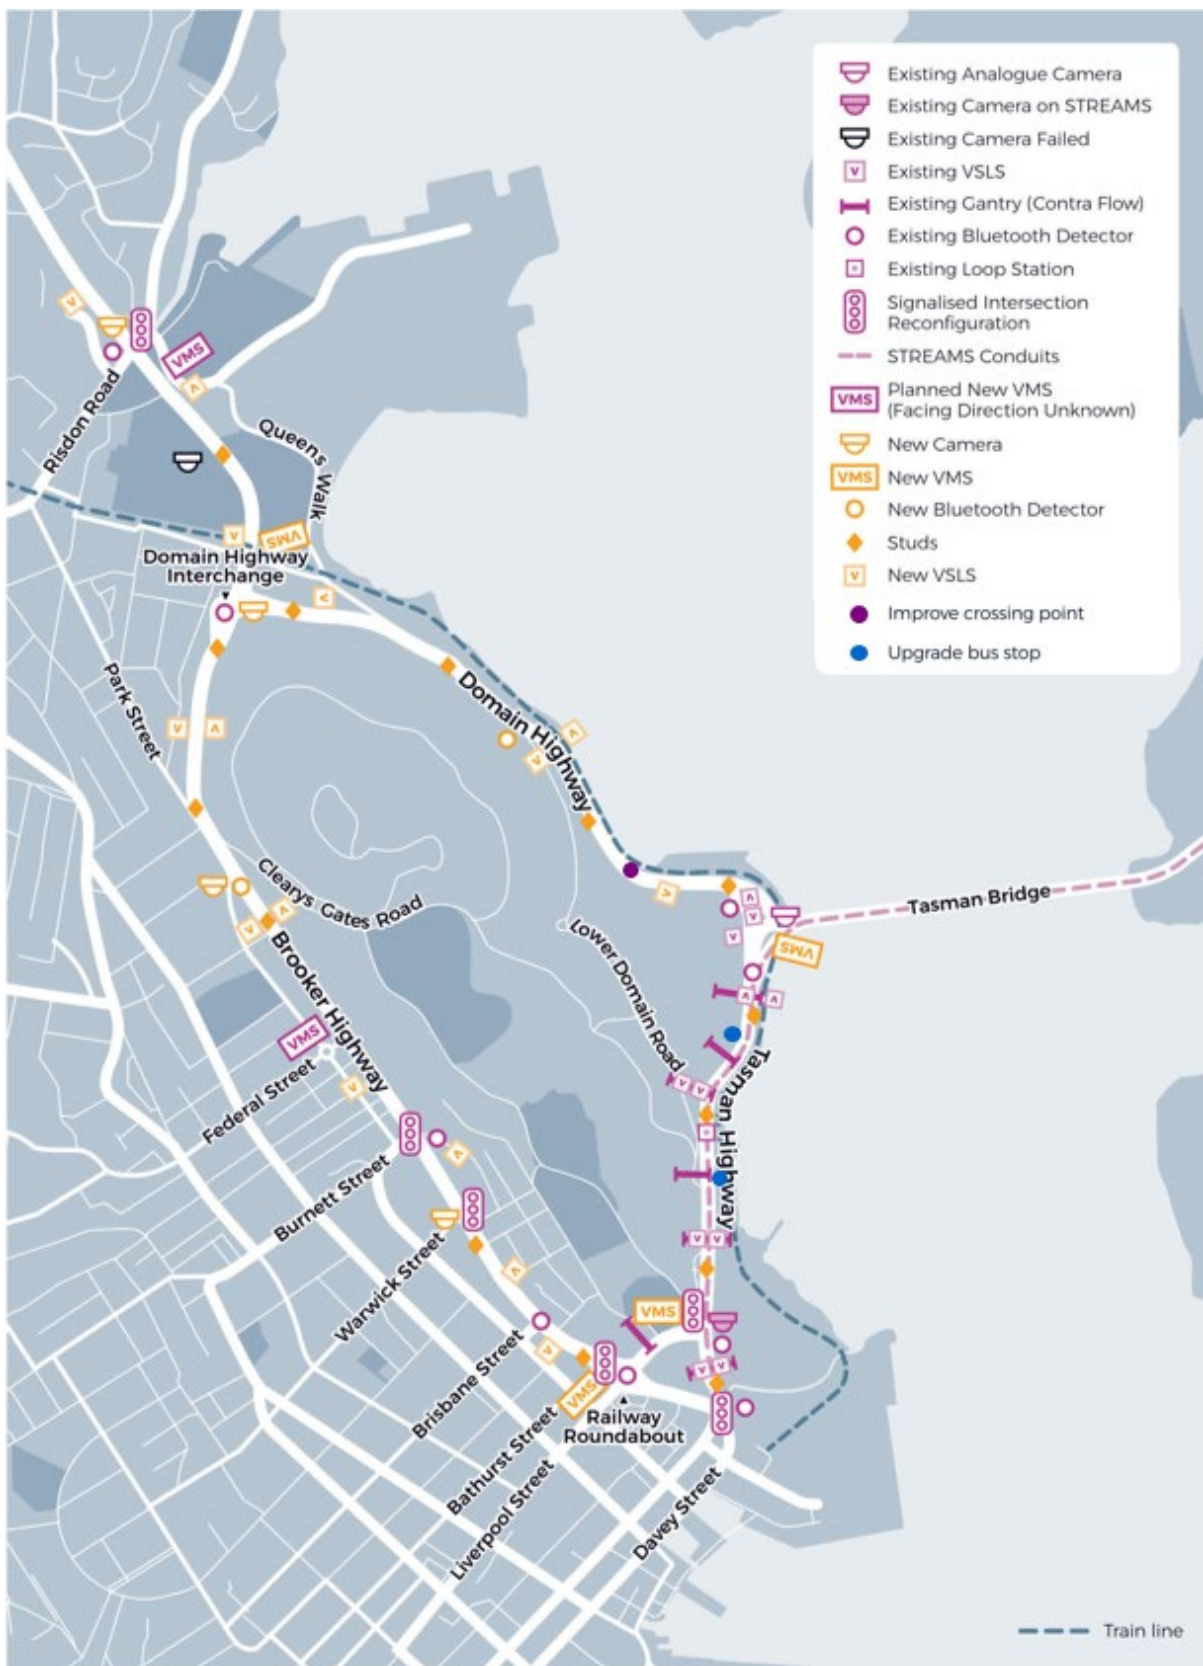 Existing Analogue Camera
Existing Camera on STREAMS
Existing Camera Failed
V Existing VSLS
Existing Gantry (Contra Flow)
Existing Bluetooth Detector
Existing Loop Station
Signalised Intersection
Reconfiguration
STREAMS Conduits
VMS Planned New VMS
(Facing Direction Unknown)
New Camera
VMS New VMS
New Bluetooth Detector
Studs
V New VSLS
Improve crossing point
Upgrade bus stop
V
VMS
V
Risdon Road
Queens Walk
V
VMS
Domain Highway
Interchange
V
Park Street
Domain Highway
V
V
V
V
Clearys Gates Road
V
V
V
Lower Domain Road
V
V
V
Tasman Bridge
VMS
V
V
Brooker Highway
VMS
Federal Street
V
Tasman Highway
V
V
Burnett Street
V
Warwick Street
V
V
V
VMS
Brisbane Street
V
V
V
VMS
Railway
Roundabout
Bathurst Street
Liverpool Street
Davey Street
Train line